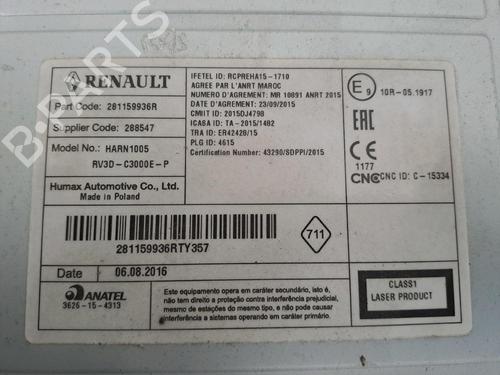 B-PARTS
RENAULT
Part Code: 281159936R
Supplier Code: 288547
Model No.: HARN1005
RV3D-C3000E-P
Humax Automotive Co., Ltd.
Made in Poland
IFETEL ID: RCPREHA15-1710
AGREE PAR L'ANRT MAROC
NUMERO D'AGREMENT: MR 10891 ANRT 2015
DATE D'AGREMENT: 23/09/2015
CMIIT ID: 2015DJ4798
ICASA ID: TA-2015/1482
TRA ID: ER42428/15
PLG ID: 4615
Certification Number: 43290/SDPPI/2015
E9
10R-05.1917
EAC
1177
CNC CNC ID: C-15334
281159936RTY357
711
Date 06.08.2016
ANATEL
3626-15-4313
Este equipamento opera em caráter secundário, isto é, não tem
direito a proteção contra interferência prejudicial, mesmo de
estações do mesmo tipo, e não pode causar
interferência a sistemas operando em caráter primário.
CLASS1
LASER PRODUCT